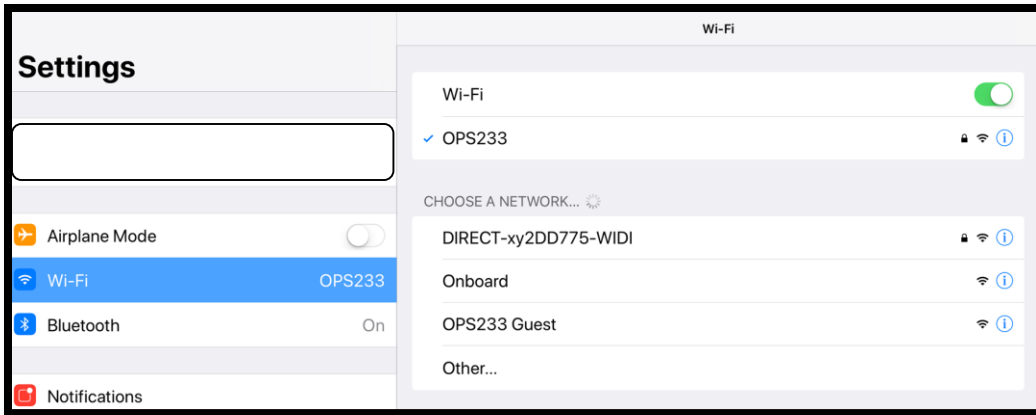 Settings
Airplane Mode
Wi-Fi OPS233
Bluetooth On
Notifications
Wi-Fi
Wi-Fi
OPS233
CHOOSE A NETWORK...
DIRECT-xy2DD775-WIDI
Onboard
OPS233 Guest
Other...